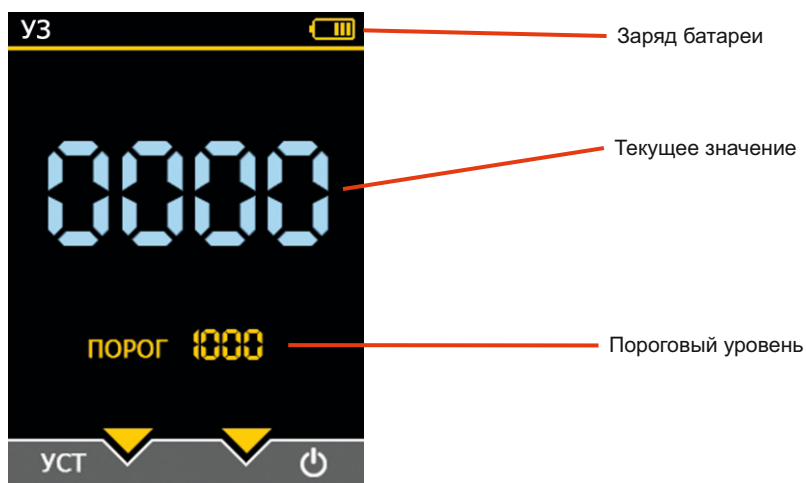 УЗ
Заряд батареи
0000
Текущее значение
ПОРОГ 1000
Пороговый уровень
УСТ